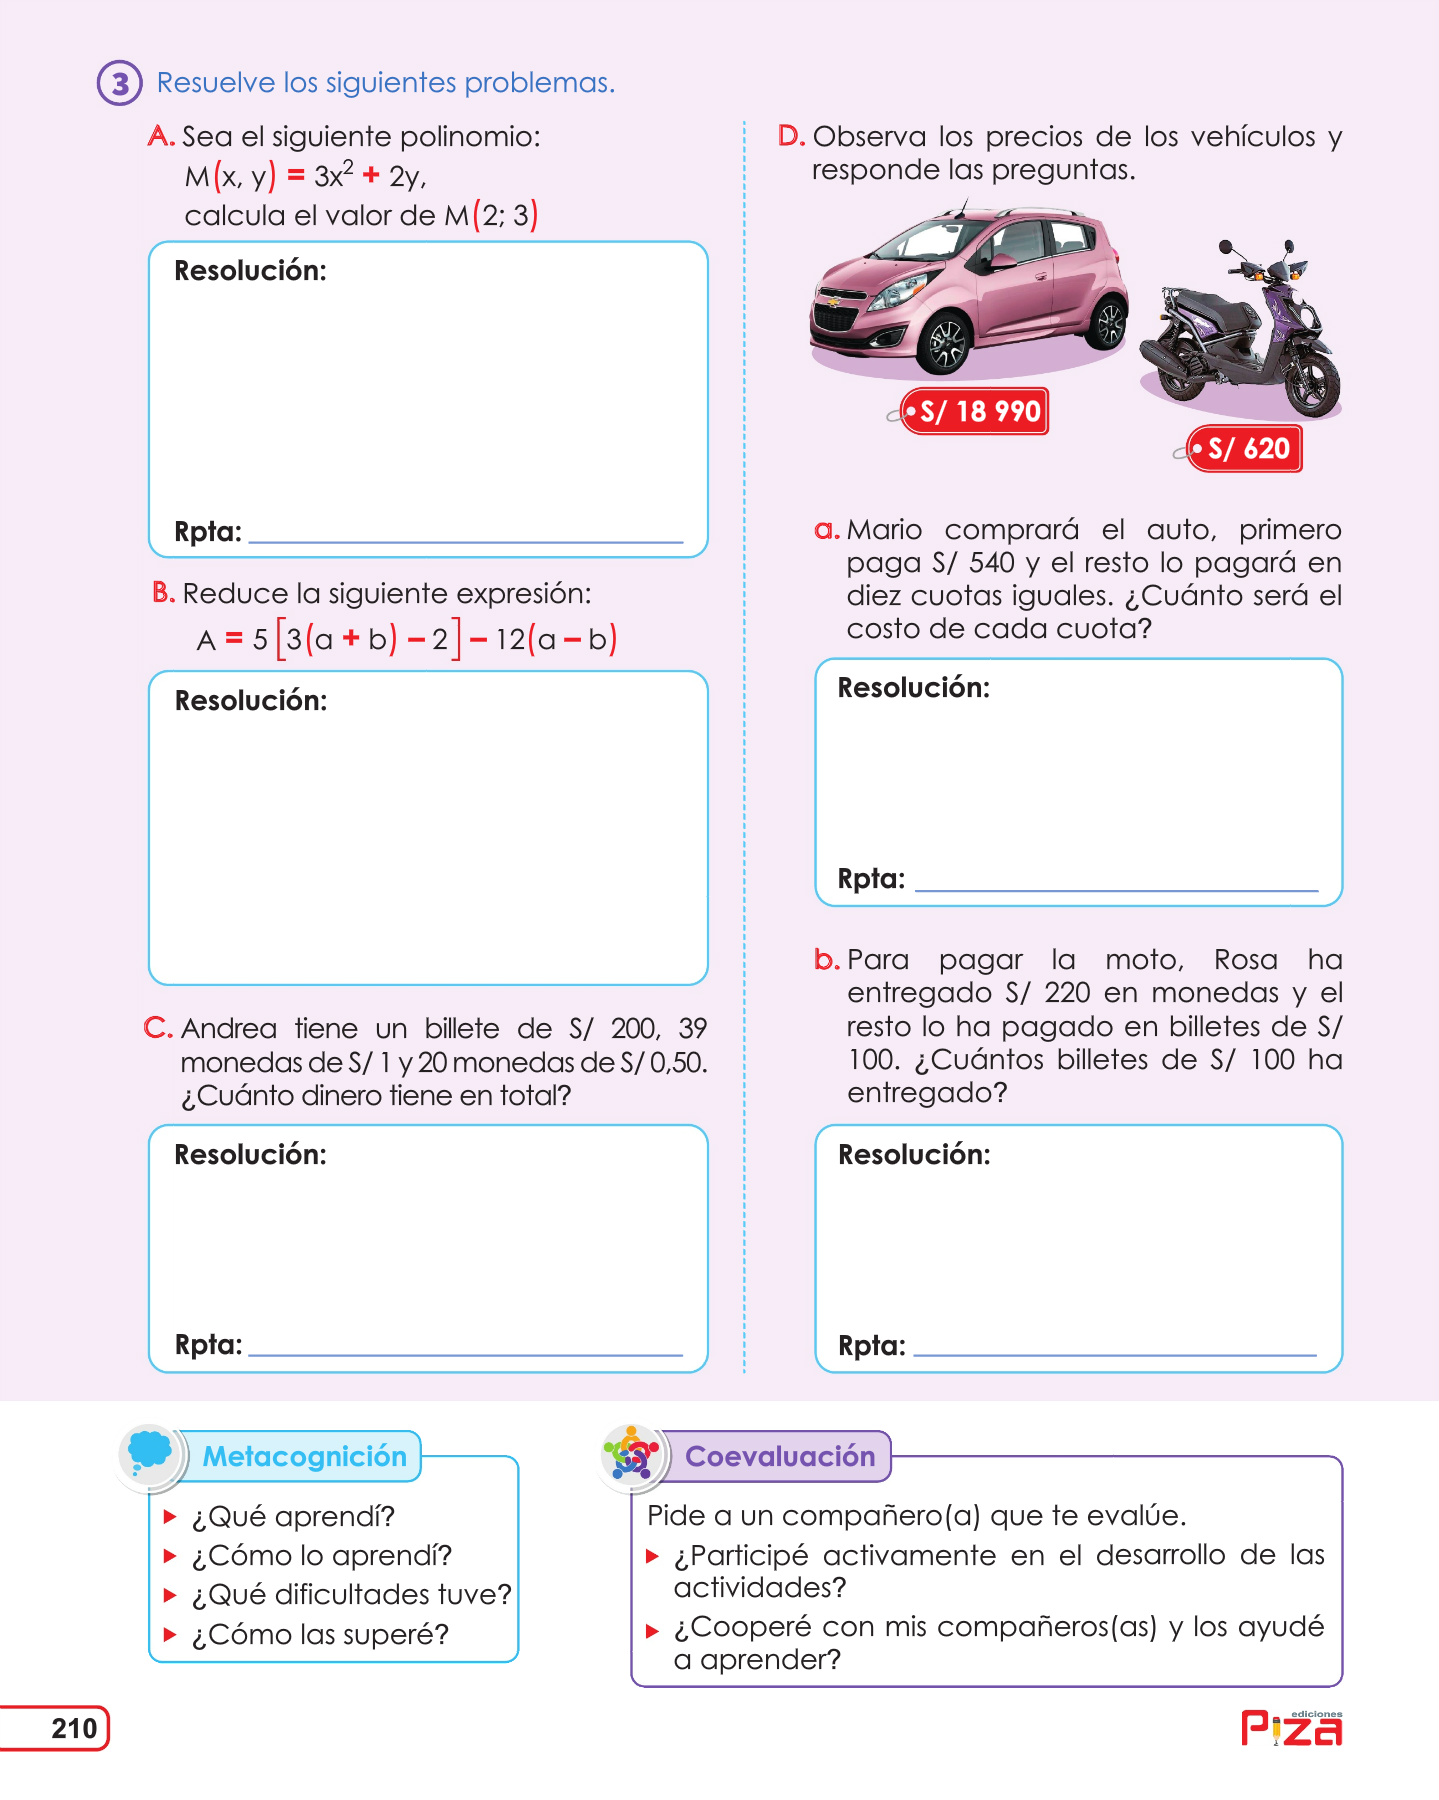 3 Resuelve los siguientes problemas.
A. Sea el siguiente polinomio:
M(x, y) = 3x² + 2y,
calcula el valor de M(2; 3)
Resolución:
Rpta:
B. Reduce la siguiente expresión:
A = 5 [3(a + b) – 2] – 12(a – b)
Resolución:
C. Andrea tiene un billete de S/ 200, 39
monedas de S/ 1 y 20 monedas de S/ 0,50.
¿Cuánto dinero tiene en total?
Resolución:
Rpta:
D. Observa los precios de los vehículos y
responde las preguntas.
S/ 18 990
S/ 620
a. Mario comprará el auto, primero
paga S/ 540 y el resto lo pagará en
diez cuotas iguales. ¿Cuánto será el
costo de cada cuota?
Resolución:
Rpta:
b. Para pagar la moto, Rosa ha
entregado S/ 220 en monedas y el
resto lo ha pagado en billetes de S/
100. ¿Cuántos billetes de S/ 100 ha
entregado?
Resolución:
Rpta:
Metacognición
¿Qué aprendí?
¿Cómo lo aprendí?
¿Qué dificultades tuve?
¿Cómo las superé?
Coevaluación
Pide a un compañero(a) que te evalúe.
¿Participé activamente en el desarrollo de las
actividades?
¿Cooperé con mis compañeros(as) y los ayudé
a aprender?
210
ediciones
Piza